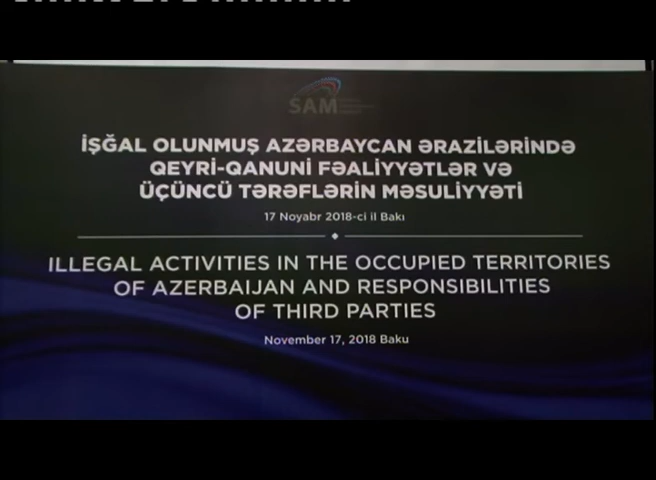 SAM
İŞĞAL OLUNMUŞ AZƏRBAYCAN ƏRAZİLƏRİNDƏ
QEYRİ-QANUNİ FƏALİYYƏTLƏR VƏ
ÜÇÜNCÜ TƏRƏFLƏRİN MƏSULİYYƏTİ
17 Noyabr 2018-ci il Bakı
ILLEGAL ACTIVITIES IN THE OCCUPIED TERRITORIES
OF AZERBAIJAN AND RESPONSIBILITIES
OF THIRD PARTIES
November 17, 2018 Baku